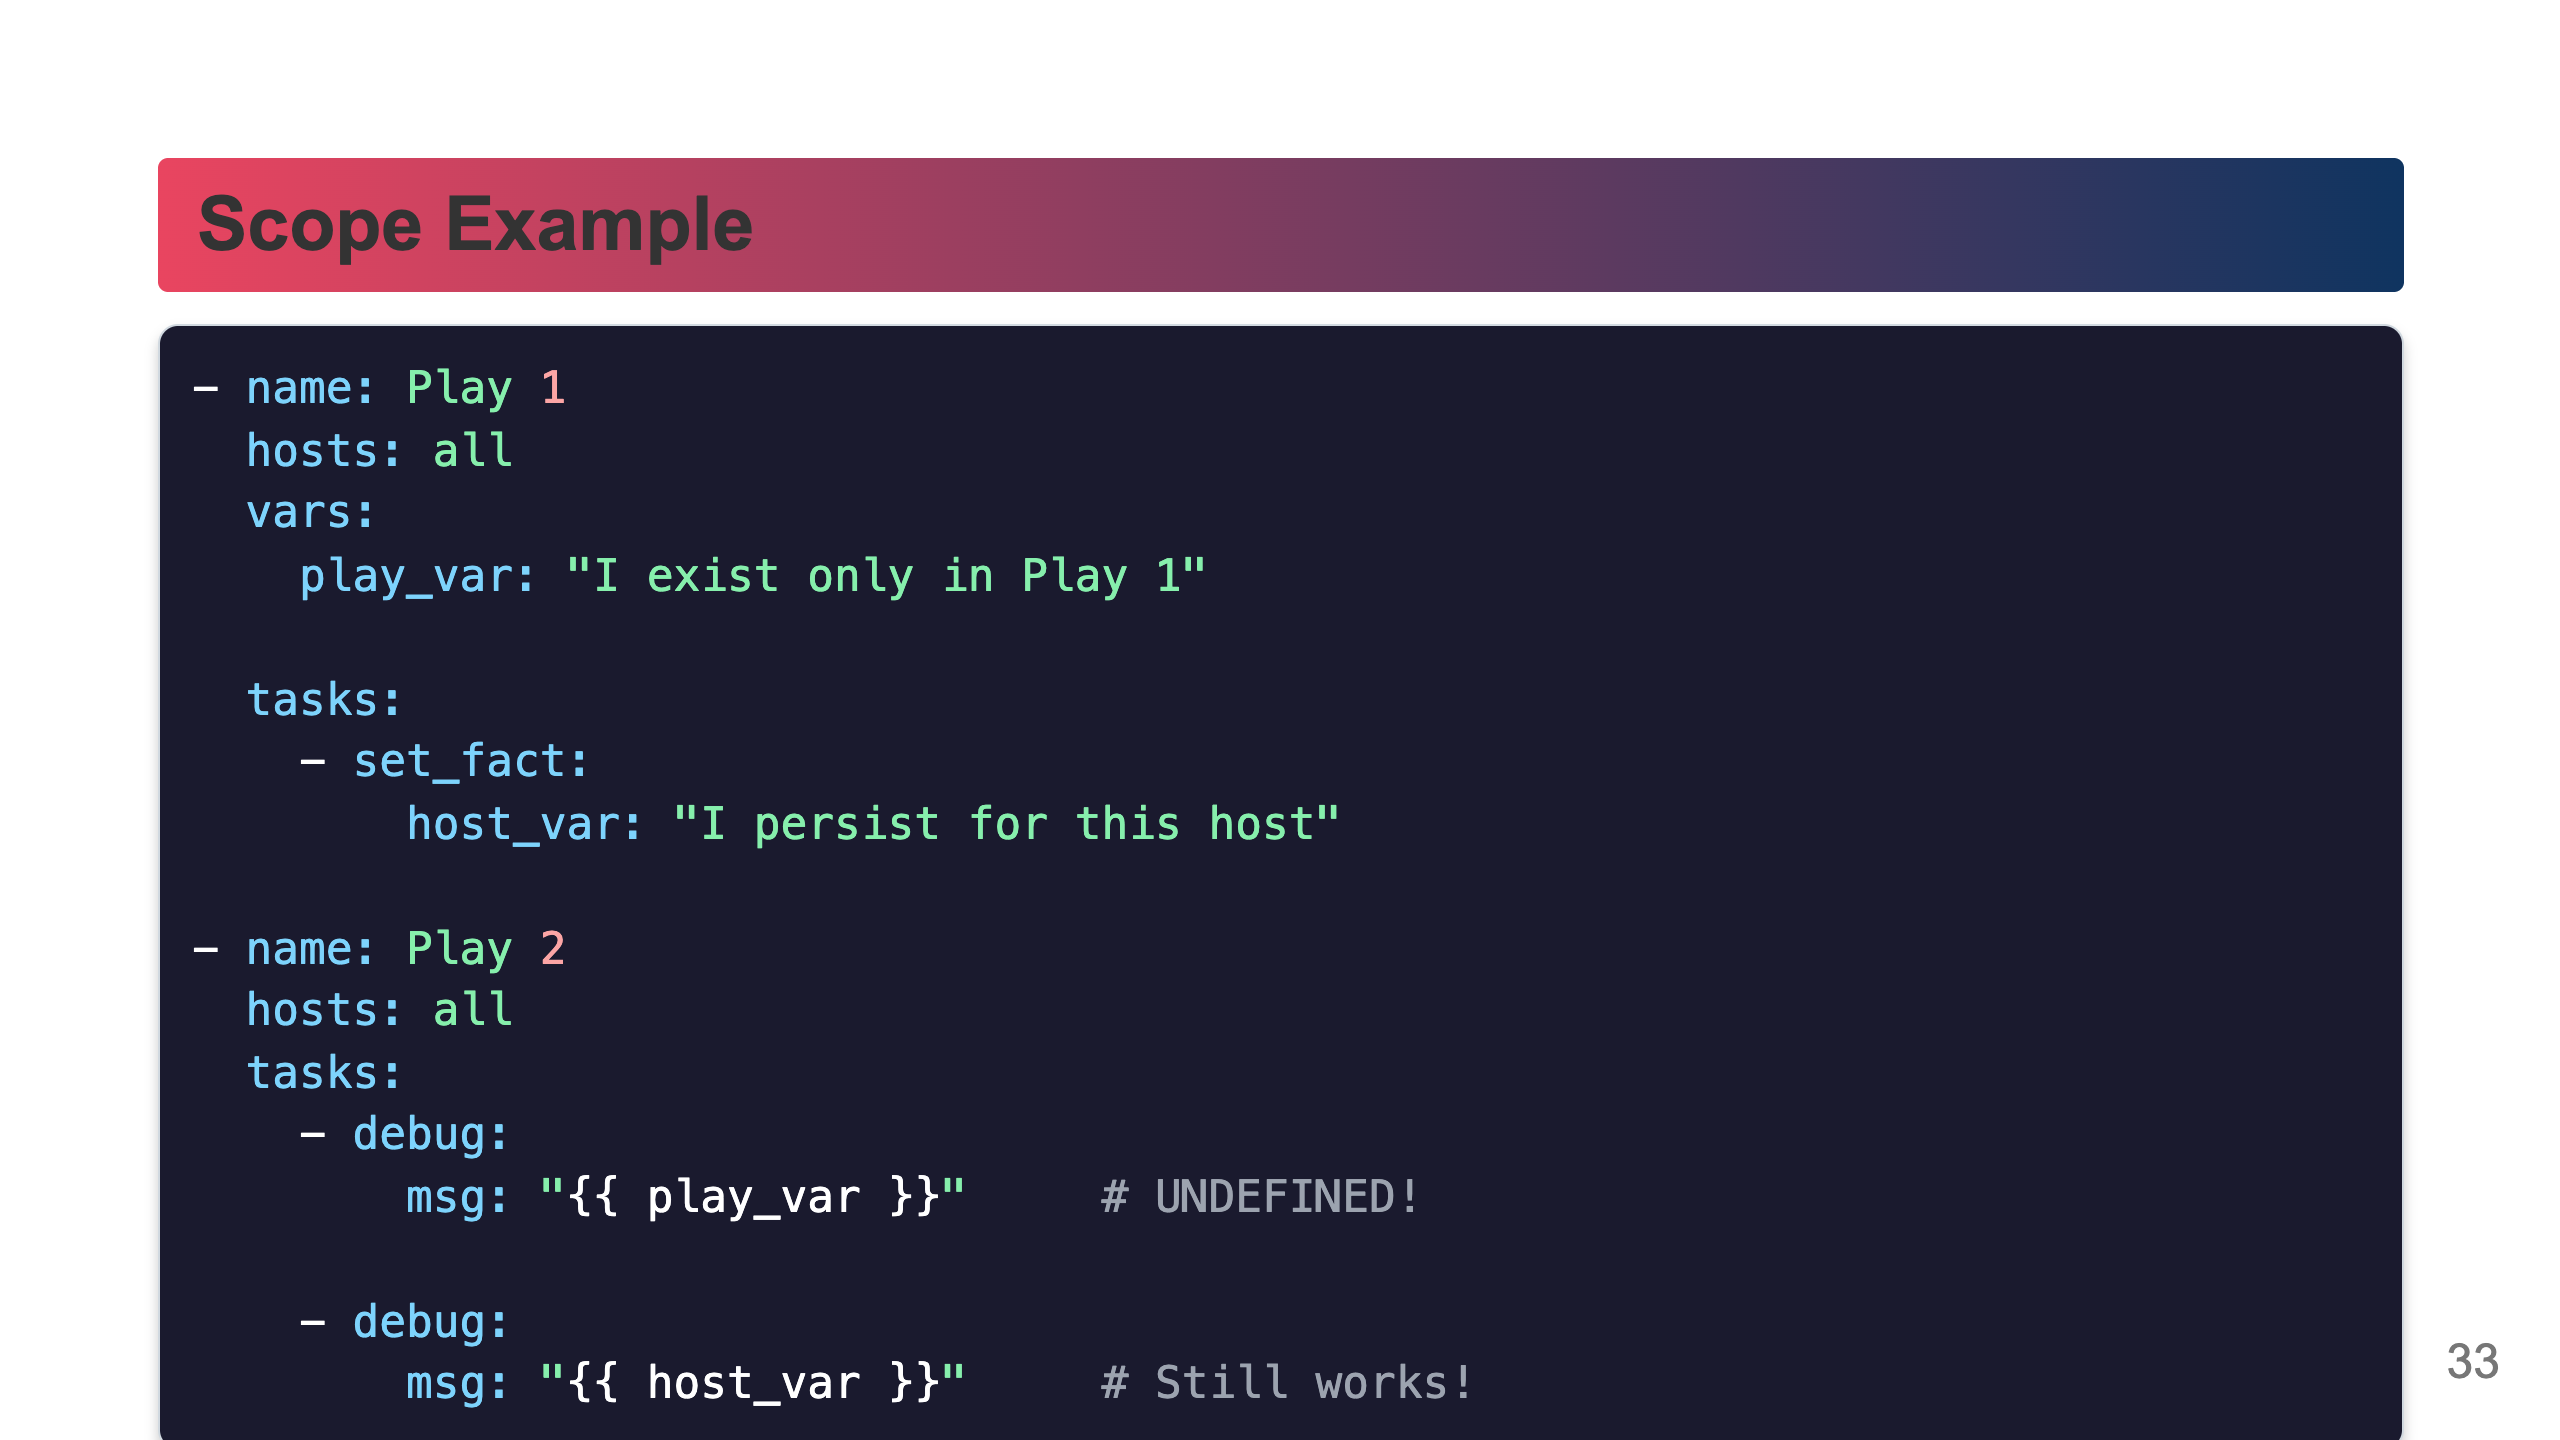 Scope Example
- name: Play 1
  hosts: all
  vars:
    play_var: "I exist only in Play 1"

  tasks:
    - set_fact:
        host_var: "I persist for this host"

- name: Play 2
  hosts: all
  tasks:
    - debug:
        msg: "{{ play_var }}"     # UNDEFINED!

    - debug:
        msg: "{{ host_var }}"     # Still works!
33